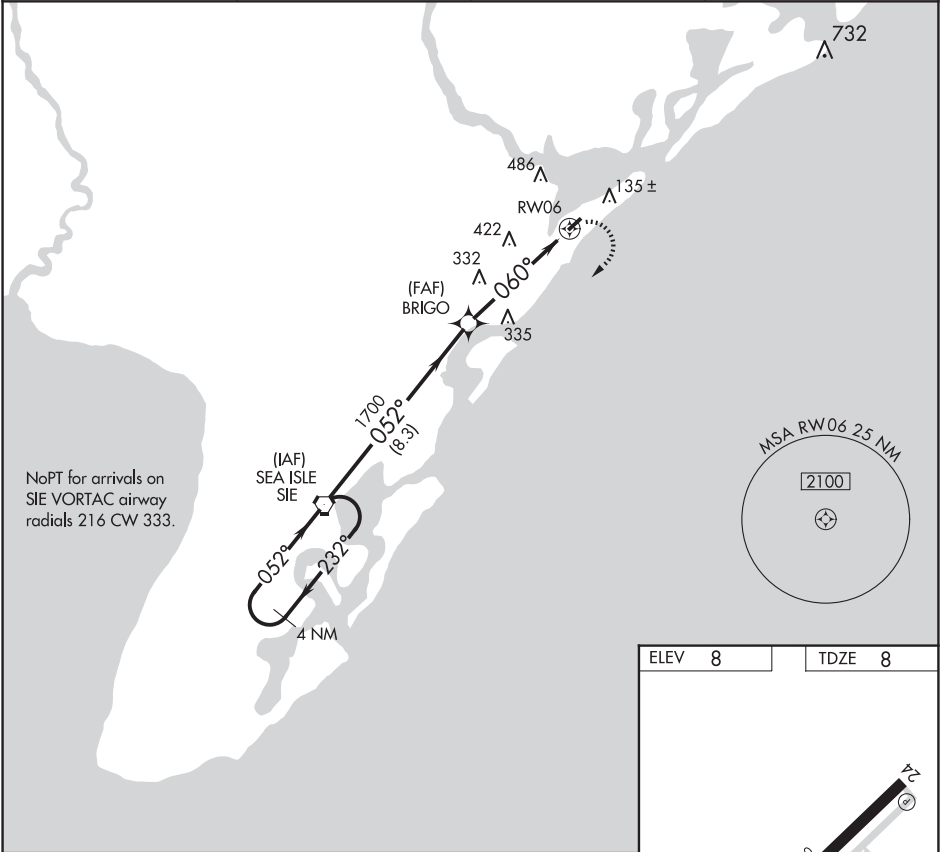 732
486
135 ±
RW06
422
332
(FAF)
BRIGO
060°
335
1700
052°
(8.3)
MSA RW06 25 NM
2100
(IAF)
SEA ISLE
SIE
NoPT for arrivals on
SIE VORTAC airway
radials 216 CW 333.
052°
232°
4 NM
ELEV 8
TDZE 8
24
P